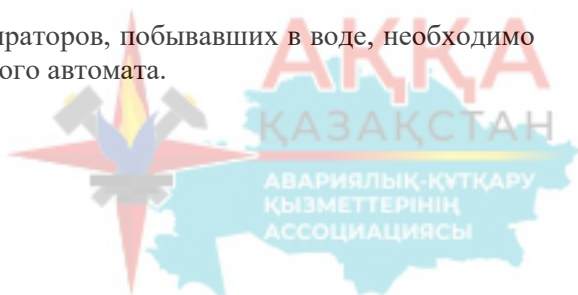 ираторов, побывавших в воде, необходимо
ого автомата.
АҚҚА
ҚАЗАҚСТАН
АВАРИЯЛЫҚ-ҚҰТҚАРУ
ҚЫЗМЕТТЕРІНІҢ
АССОЦИАЦИЯСЫ